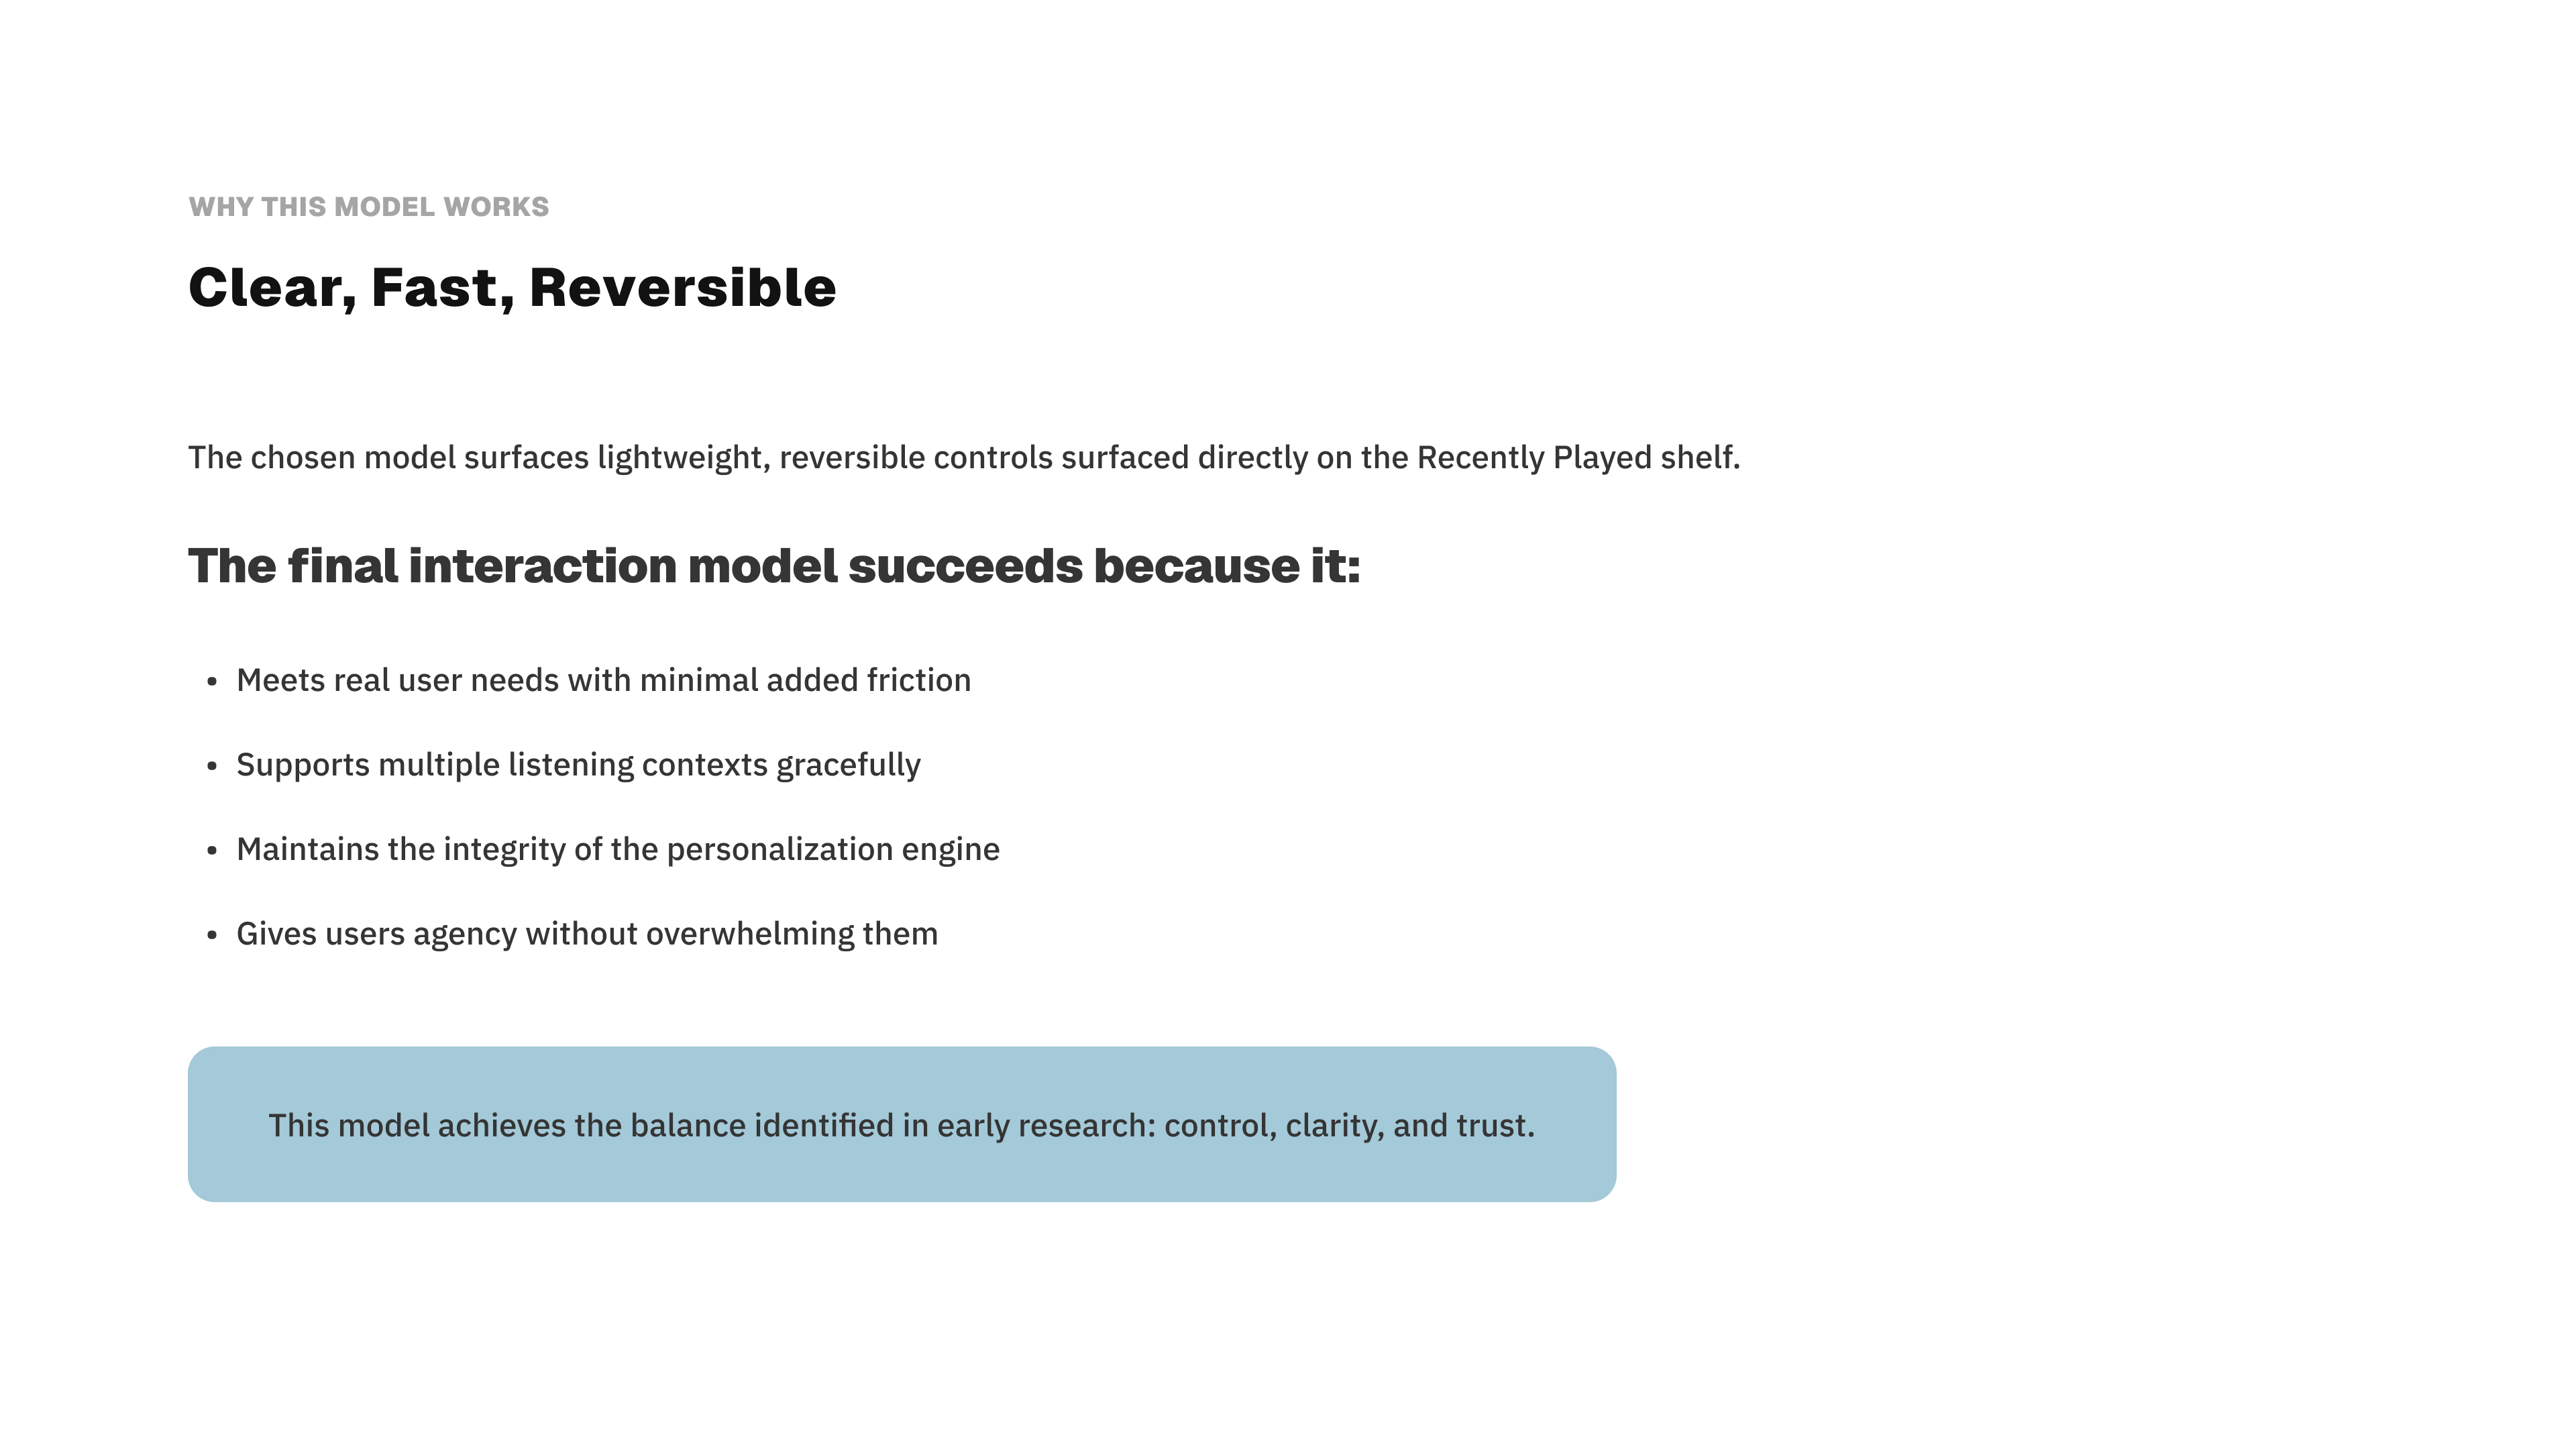 WHY THIS MODEL WORKS
Clear, Fast, Reversible
The chosen model surfaces lightweight, reversible controls surfaced directly on the Recently Played shelf.
The final interaction model succeeds because it:
• Meets real user needs with minimal added friction
• Supports multiple listening contexts gracefully
• Maintains the integrity of the personalization engine
• Gives users agency without overwhelming them
This model achieves the balance identified in early research: control, clarity, and trust.